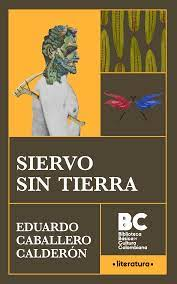 SIERVO
SIN TIERRA
EDUARDO
CABALLERO
CALDERÓN
BC
Biblioteca
Básica de
Cultura
Colombiana
• literatura •